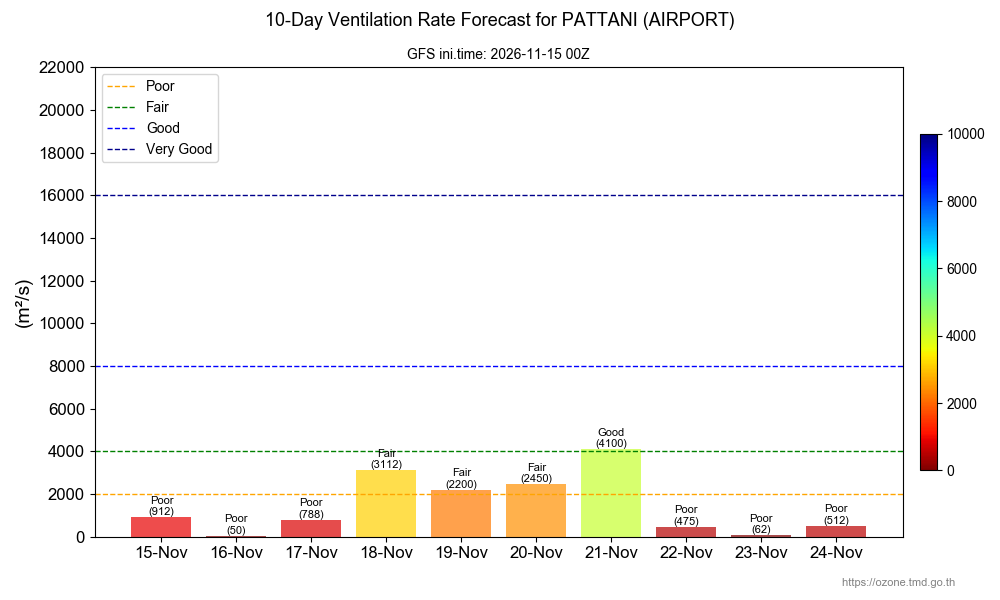 10-Day Ventilation Rate Forecast for PATTANI (AIRPORT)
GFS ini.time: 2026-11-15 00Z
(m²/s)
22000
20000
18000
16000
14000
12000
10000
8000
6000
4000
2000
0
Poor
Fair
Good
Very Good
Poor
(912)
Poor
(50)
Poor
(788)
Fair
(3112)
Fair
(2200)
Fair
(2450)
Good
(4100)
Poor
(475)
Poor
(62)
Poor
(512)
15-Nov 16-Nov 17-Nov 18-Nov 19-Nov 20-Nov 21-Nov 22-Nov 23-Nov 24-Nov
10000
8000
6000
4000
2000
0
https://ozone.tmd.go.th